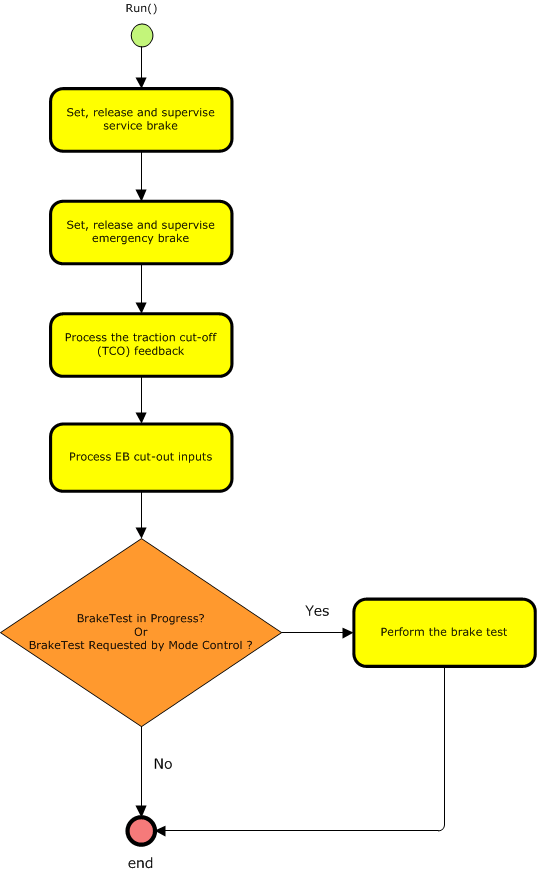 Run()
Set, release and supervise
service brake
Set, release and supervise
emergency brake
Process the traction cut-off
(TCO) feedback
Process EB cut-out inputs
BrakeTest in Progress?
Or
BrakeTest Requested by Mode Control ?
Yes
Perform the brake test
No
end